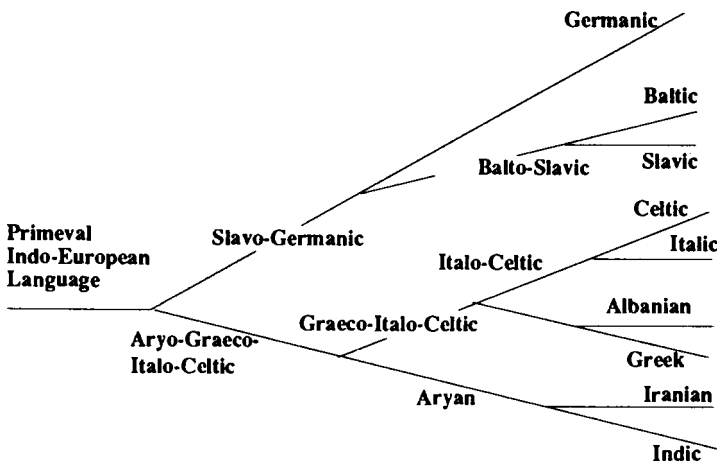 Germanic
Baltic
Balto-Slavic
Slavic
Celtic
Primeval
Indo-European
Language
Slavo-Germanic
Italo-Celtic
Italic
Albanian
Graeco-Italo-Celtic
Aryo-Graeco-
Italo-Celtic
Greek
Aryan
Iranian
Indic